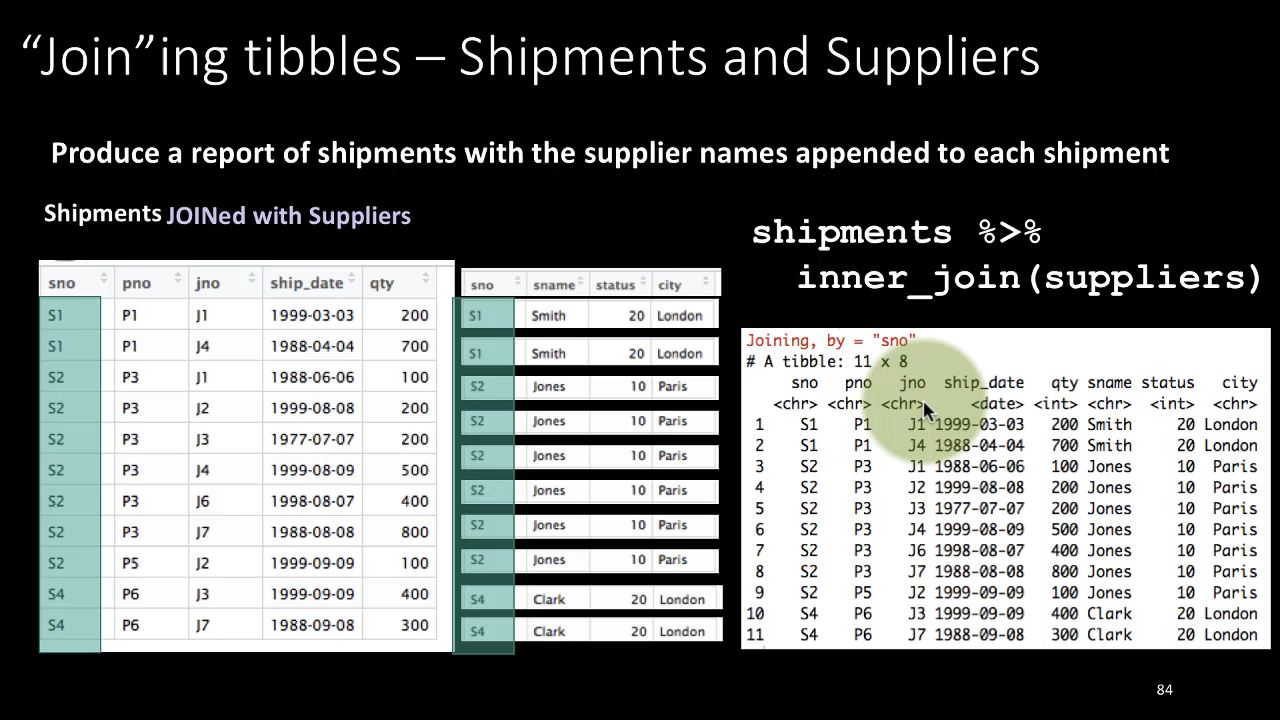 “Join”ing tibbles – Shipments and Suppliers
Produce a report of shipments with the supplier names appended to each shipment
Shipments JOINed with Suppliers
shipments %>%
inner_join(suppliers)
sno pno jno ship_date qty
S1 P1 J1 1999-03-03 200
S1 P1 J4 1988-04-04 700
S2 P3 J1 1988-06-06 100
S2 P3 J2 1999-08-08 200
S2 P3 J3 1977-07-07 200
S2 P3 J4 1999-08-09 500
S2 P3 J6 1998-08-07 400
S2 P3 J7 1988-08-08 800
S2 P5 J2 1999-09-09 100
S4 P6 J3 1999-09-09 400
S4 P6 J7 1988-09-08 300
sno sname status city
S1 Smith 20 London
S1 Smith 20 London
S2 Jones 10 Paris
S2 Jones 10 Paris
S2 Jones 10 Paris
S2 Jones 10 Paris
S2 Jones 10 Paris
S2 Jones 10 Paris
S4 Clark 20 London
S4 Clark 20 London
Joining, by = "sno"
# A tibble: 11 x 8
sno pno jno ship_date qty sname status city
<chr> <chr> <chr> <date> <int> <chr> <int> <chr>
1 S1 P1 J1 1999-03-03 200 Smith 20 London
2 S1 P1 J4 1988-04-04 700 Smith 20 London
3 S2 P3 J1 1988-06-06 100 Jones 10 Paris
4 S2 P3 J2 1999-08-08 200 Jones 10 Paris
5 S2 P3 J3 1977-07-07 200 Jones 10 Paris
6 S2 P3 J4 1999-08-09 500 Jones 10 Paris
7 S2 P3 J6 1998-08-07 400 Jones 10 Paris
8 S2 P3 J7 1988-08-08 800 Jones 10 Paris
9 S2 P5 J2 1999-09-09 100 Jones 10 Paris
10 S4 P6 J3 1999-09-09 400 Clark 20 London
11 S4 P6 J7 1988-09-08 300 Clark 20 London
84